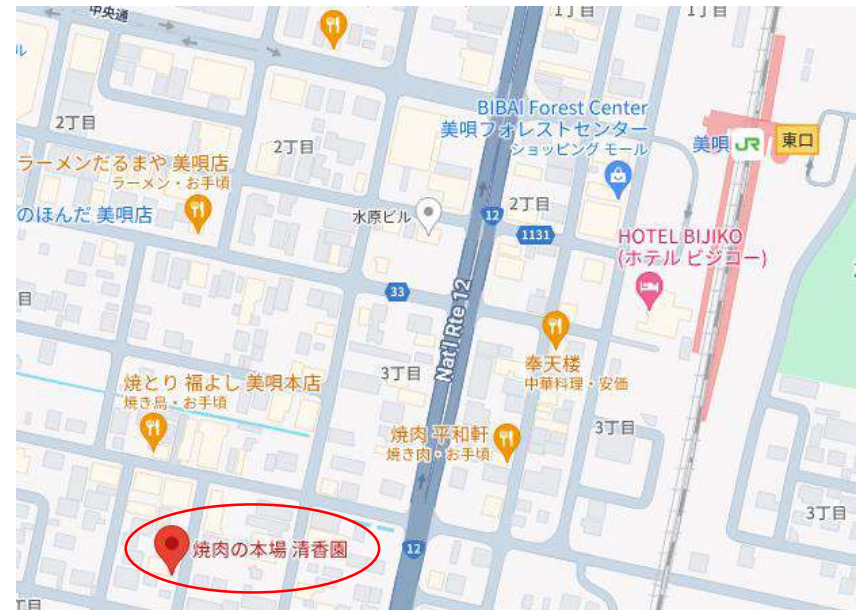 中央通
1丁目
1丁目
ル
2丁目
2丁目
BIBAI Forest Center
美唄フォレストセンター
ショッピング モール
美唄
JR
東口
ラーメンだるまや 美唄店
ラーメン・お手頃
のほんだ 美唄店
水原ビル
12
2丁目
1131
HOTEL BIJIKO
(ホテル ビジコー)
33
Nat'l Rte 12
目
3丁目
奉天楼
中華料理・安価
焼とり 福よし 美唄本店
焼き鳥・お手頃
焼肉 平和軒
焼き肉・お手頃
3丁目
3丁目
焼肉の本場 清香園
12
丁目